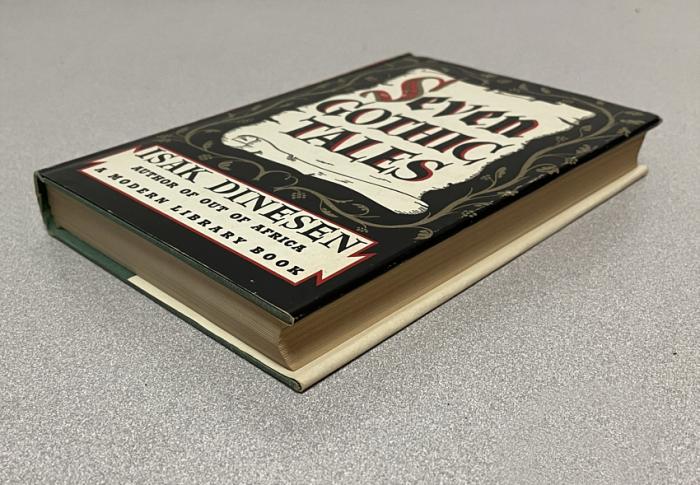 Seven
GOTHIC
TALES
ISAK DINESEN
AUTHOR OF OUT OF AFRICA
A MODERN LIBRARY BOOK